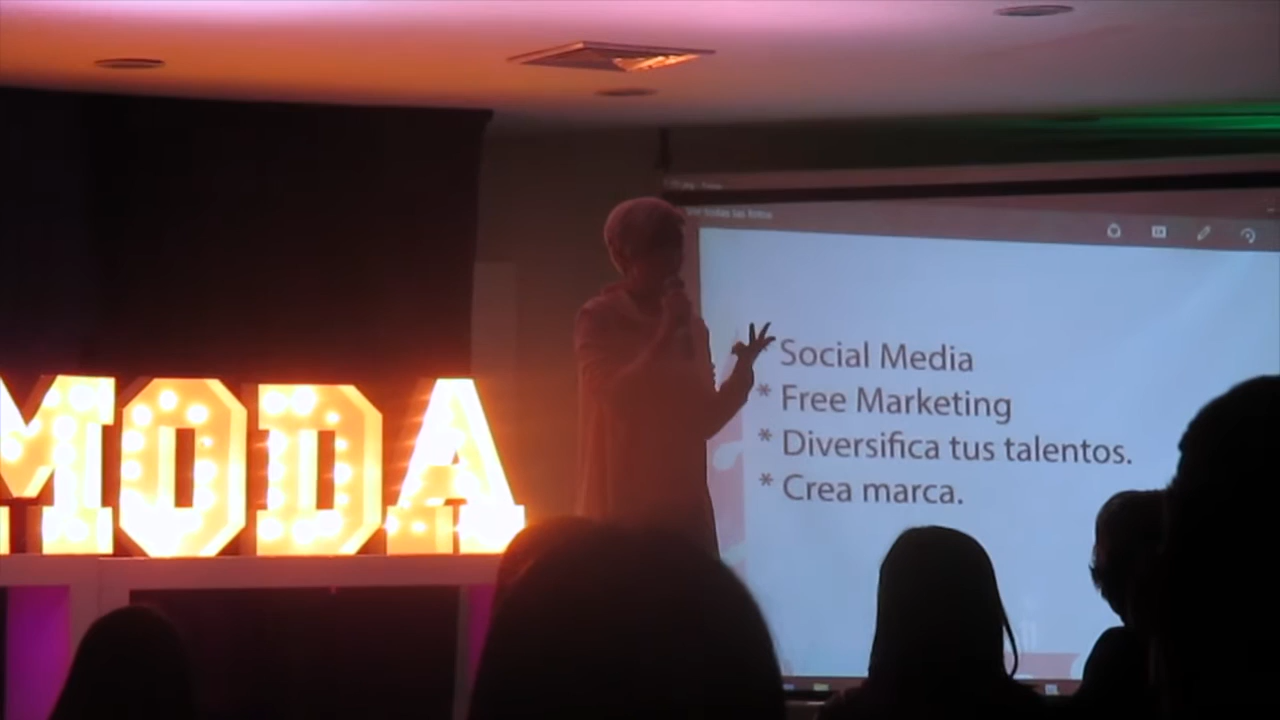 MODA
* Social Media
* Free Marketing
* Diversifica tus talentos.
* Crea marca.